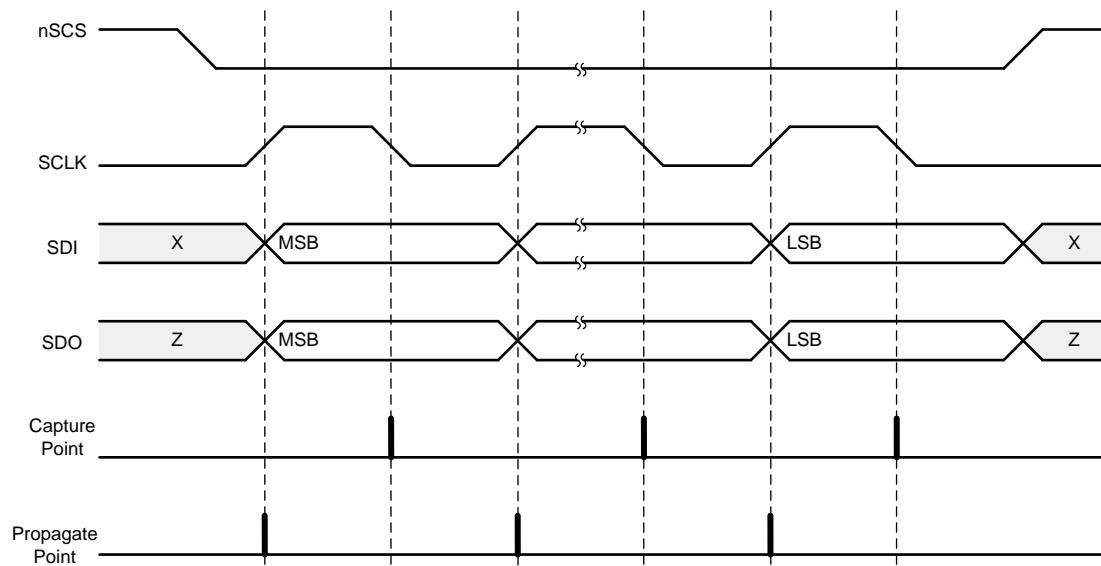 nSCS
SCLK
SDI
X
MSB
LSB
X
SDO
Z
MSB
LSB
Z
Capture
Point
Propagate
Point